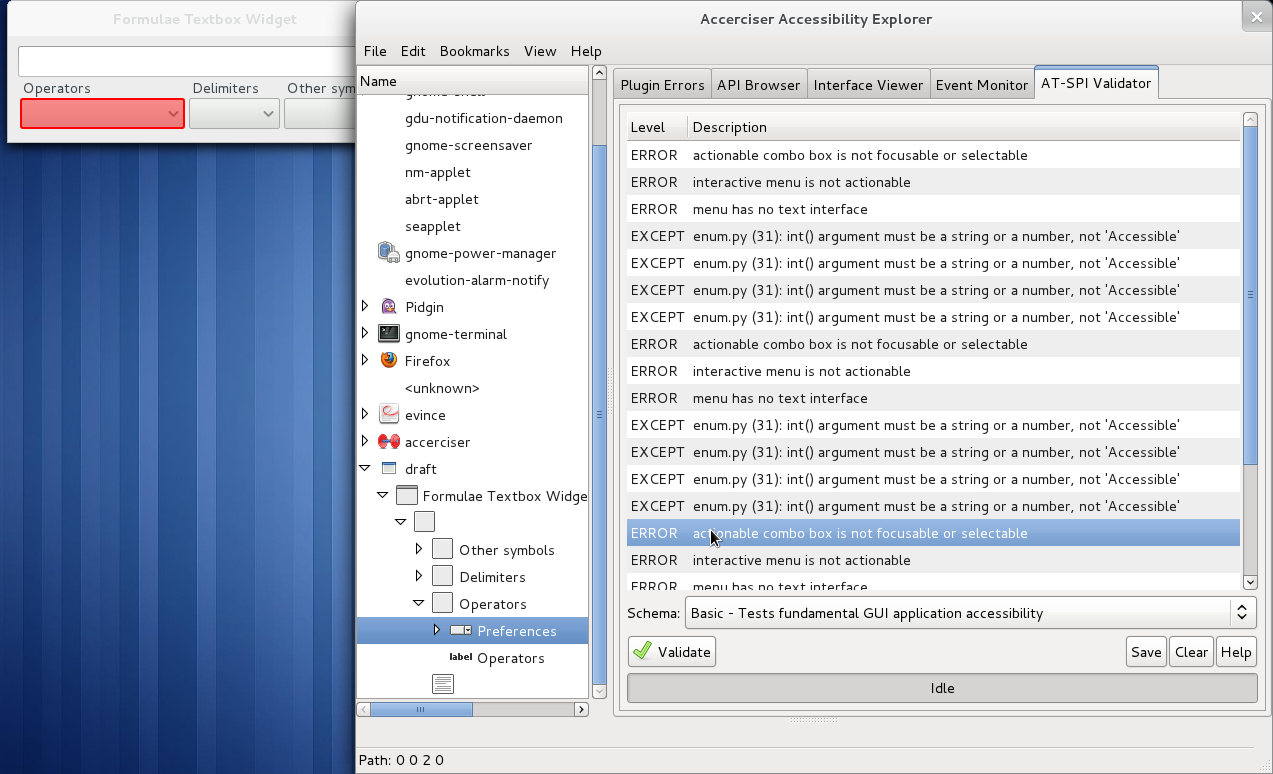 Formulae Textbox Widget
Operators
Delimiters
Other sym
Accerciser Accessibility Explorer
File Edit Bookmarks View Help
Name
gnome-shell
gdu-notification-daemon
gnome-screensaver
nm-applet
abrt-applet
seapplet
gnome-power-manager
evolution-alarm-notify
Pidgin
gnome-terminal
Firefox
<unknown>
evince
accerciser
draft
Formulae Textbox Widge
Other symbols
Delimiters
Operators
Preferences
label Operators
Plugin Errors API Browser Interface Viewer Event Monitor AT-SPI Validator
Level Description
ERROR actionable combo box is not focusable or selectable
ERROR interactive menu is not actionable
ERROR menu has no text interface
EXCEPT enum.py (31): int() argument must be a string or a number, not 'Accessible'
EXCEPT enum.py (31): int() argument must be a string or a number, not 'Accessible'
EXCEPT enum.py (31): int() argument must be a string or a number, not 'Accessible'
EXCEPT enum.py (31): int() argument must be a string or a number, not 'Accessible'
ERROR actionable combo box is not focusable or selectable
ERROR interactive menu is not actionable
ERROR menu has no text interface
EXCEPT enum.py (31): int() argument must be a string or a number, not 'Accessible'
EXCEPT enum.py (31): int() argument must be a string or a number, not 'Accessible'
EXCEPT enum.py (31): int() argument must be a string or a number, not 'Accessible'
EXCEPT enum.py (31): int() argument must be a string or a number, not 'Accessible'
ERROR actionable combo box is not focusable or selectable
ERROR interactive menu is not actionable
ERROR menu has no text interface
Schema: Basic - Tests fundamental GUI application accessibility
Validate Save Clear Help
Idle
Path: 0 0 2 0